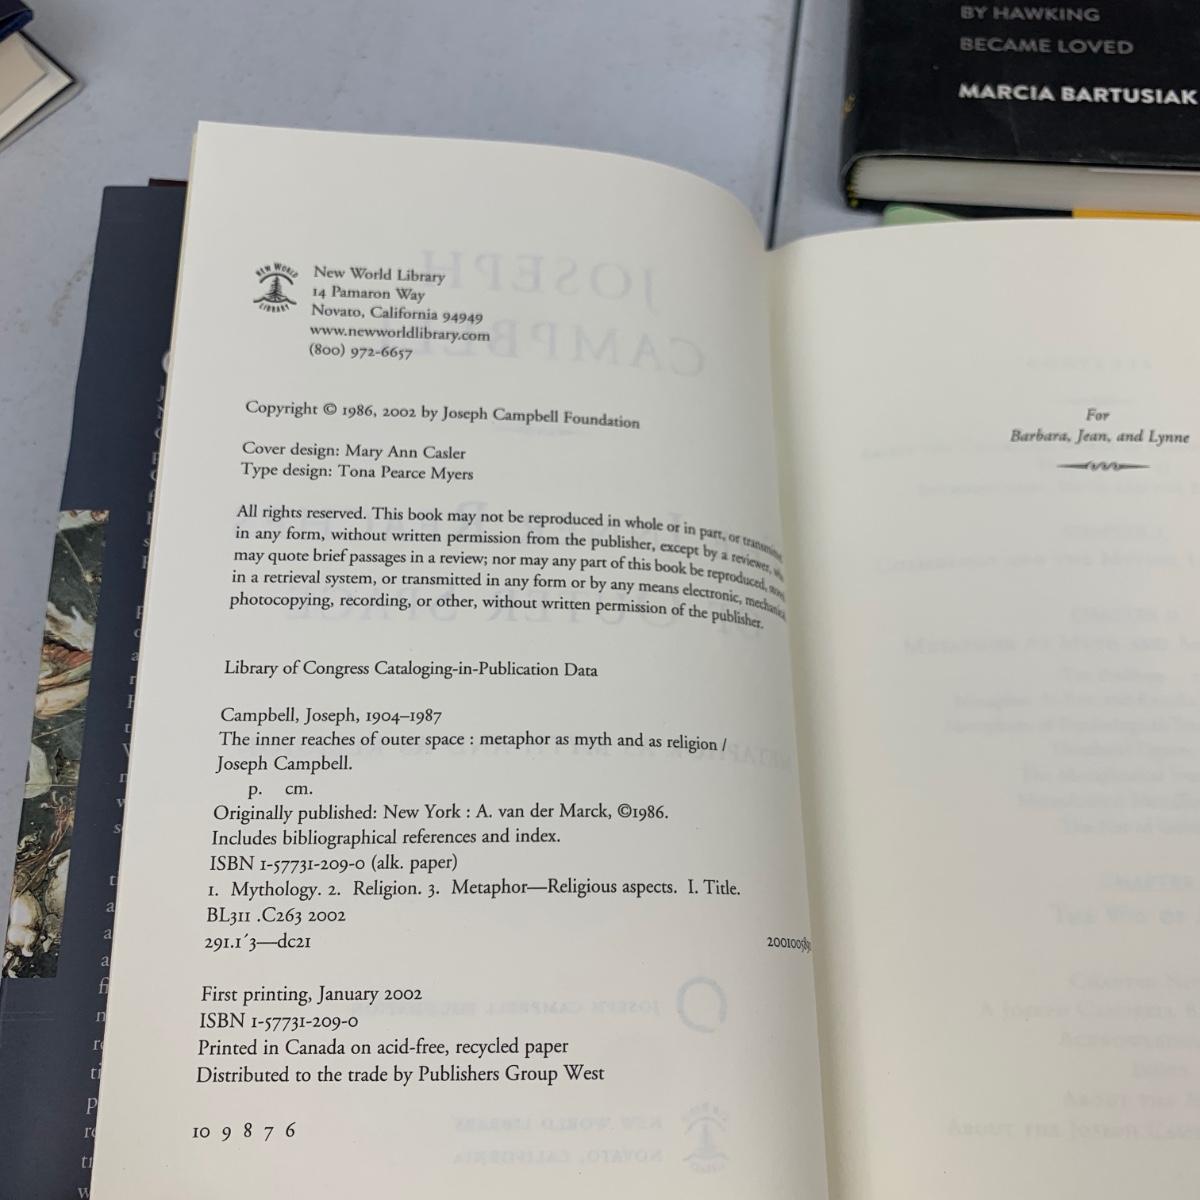 BY HAWKING
BECAME LOVED
MARCIA BARTUSIAK
NEW WORLD
LIBRARY
New World Library
14 Pamaron Way
Novato, California 94949
www.newworldlibrary.com
(800) 972-6657
Copyright © 1986, 2002 by Joseph Campbell Foundation
Cover design: Mary Ann Casler
Type design: Tona Pearce Myers
All rights reserved. This book may not be reproduced in whole or in part, or
in any form, without written permission from the publisher, except by a reviewer,
may quote brief passages in a review; nor may any part of this book be reproduced,
in a retrieval system, or transmitted in any form or by any means electronic,
photocopying, recording, or other, without written permission of the publisher.
Library of Congress Cataloging-in-Publication Data
Campbell, Joseph, 1904–1987
The inner reaches of outer space : metaphor as myth and as religion /
Joseph Campbell.
p. cm.
Originally published: New York : A. van der Marck, ©1986.
Includes bibliographical references and index.
ISBN 1-57731-209-0 (alk. paper)
1. Mythology. 2. Religion. 3. Metaphor—Religious aspects. I. Title.
BL311 .C263 2002
291.1´3—dc21
First printing, January 2002
ISBN 1-57731-209-0
Printed in Canada on acid-free, recycled paper
Distributed to the trade by Publishers Group West
10 9 8 7 6
For
Barbara, Jean, and Lynne